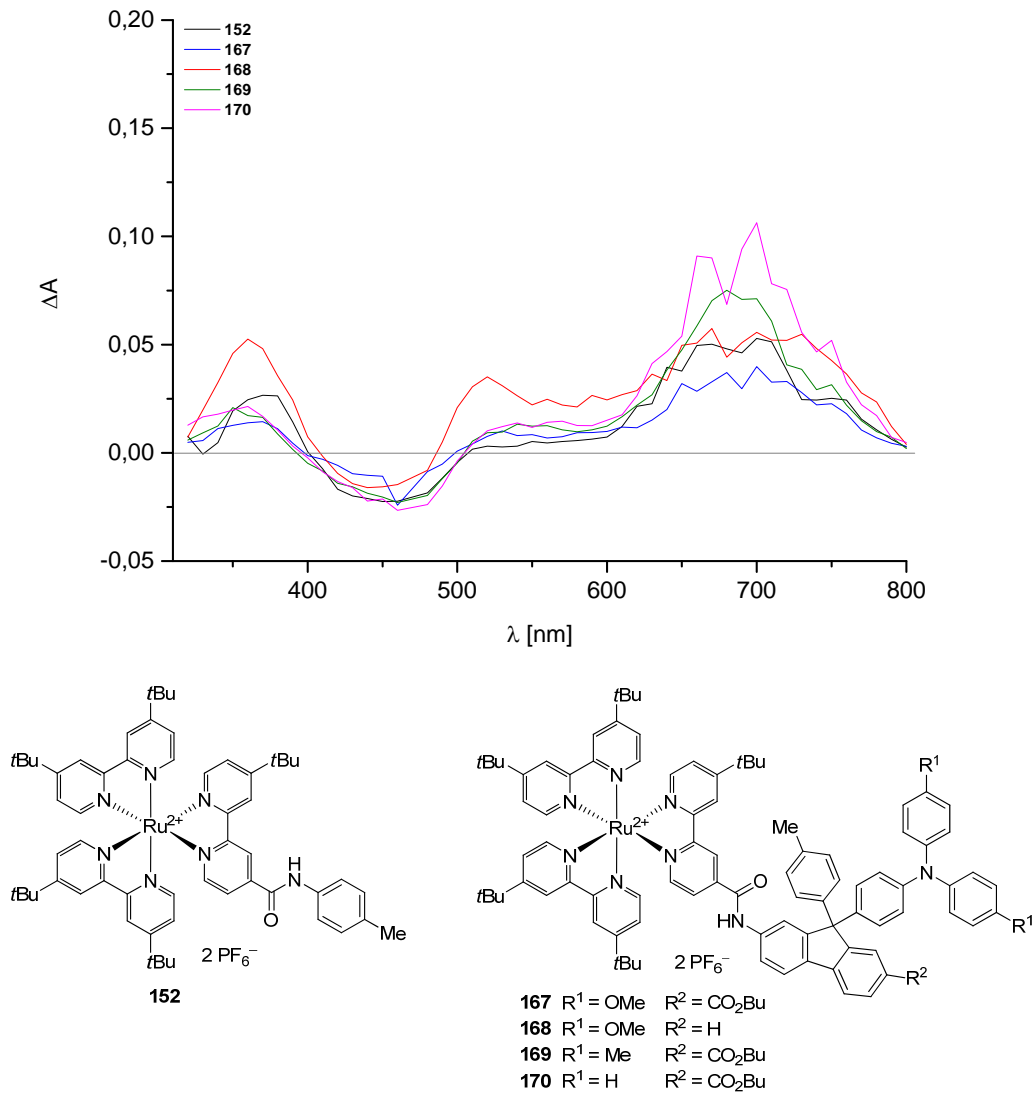 0,20
152
167
168
169
170
0,15
0,10
ΔA
0,05
0,00
-0,05
400 500 600 700 800
λ [nm]
tBu tBu
tBu tBu tBu tBu R¹
N N
N N N N Me
Ru²⁺ Ru²⁺
N N N N N
N H N O R¹
tBu N tBu N
O NH
Me
R²
tBu 2 PF₆⁻ tBu 2 PF₆⁻
152
167 R¹ = OMe R² = CO₂Bu
168 R¹ = OMe R² = H
169 R¹ = Me R² = CO₂Bu
170 R¹ = H R² = CO₂Bu